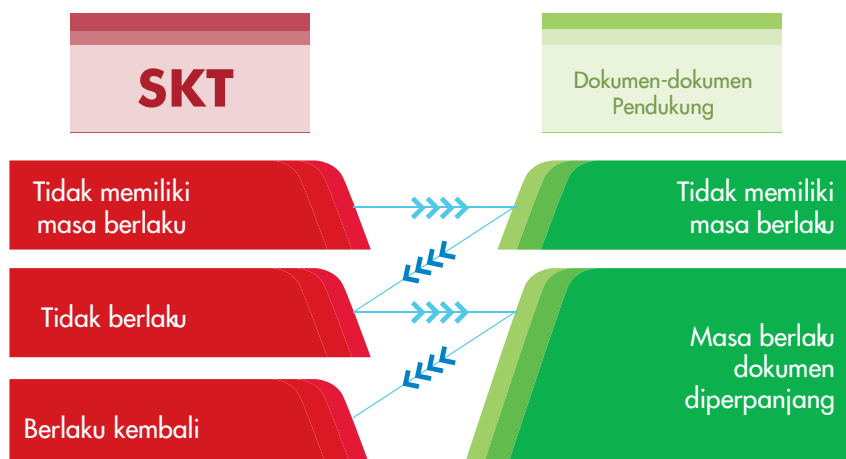 SKT
Dokumen-dokumen
Pendukung
Tidak memiliki
masa berlaku
Tidak memiliki
masa berlaku
Tidak berlaku
Masa berlaku
dokumen
diperpanjang
Berlaku kembali